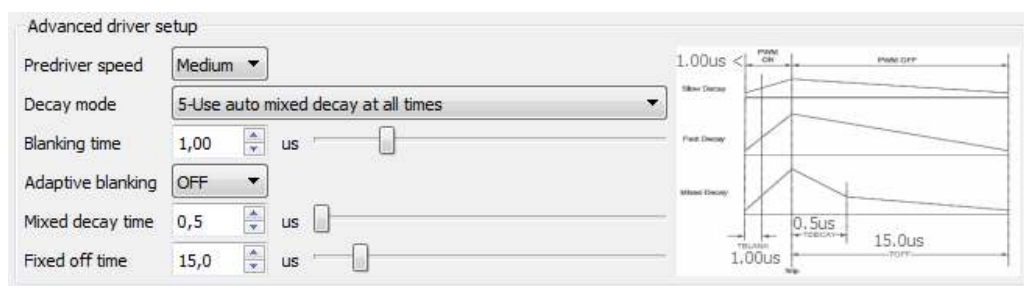 Advanced driver setup
Predriver speed Medium
Decay mode 5-Use auto mixed decay at all times
Blanking time 1,00 us
Adaptive blanking OFF
Mixed decay time 0,5 us
Fixed off time 15,0 us
1.00us <
PWM ON
PWM OFF
Slow Decay
Fast Decay
Mixed Decay
0.5us
TDECAY
15.0us
TBLANK
TOFF
1.00us
Itrip